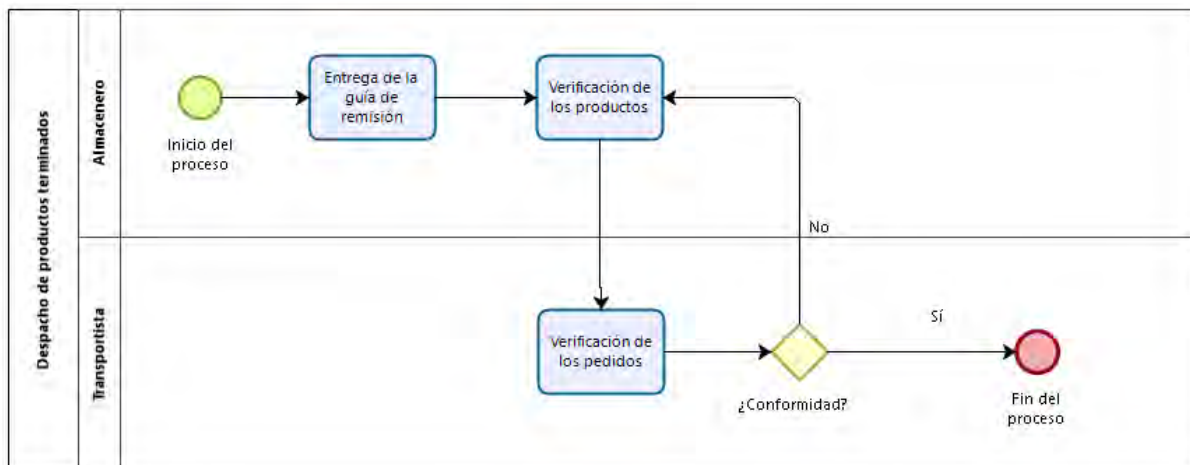 Despacho de productos terminados
Almacenero
Inicio del
proceso
Entrega de la
guía de
remisión
Verificación de
los productos
No
Transportista
Verificación de
los pedidos
¿Conformidad?
Sí
Fin del
proceso